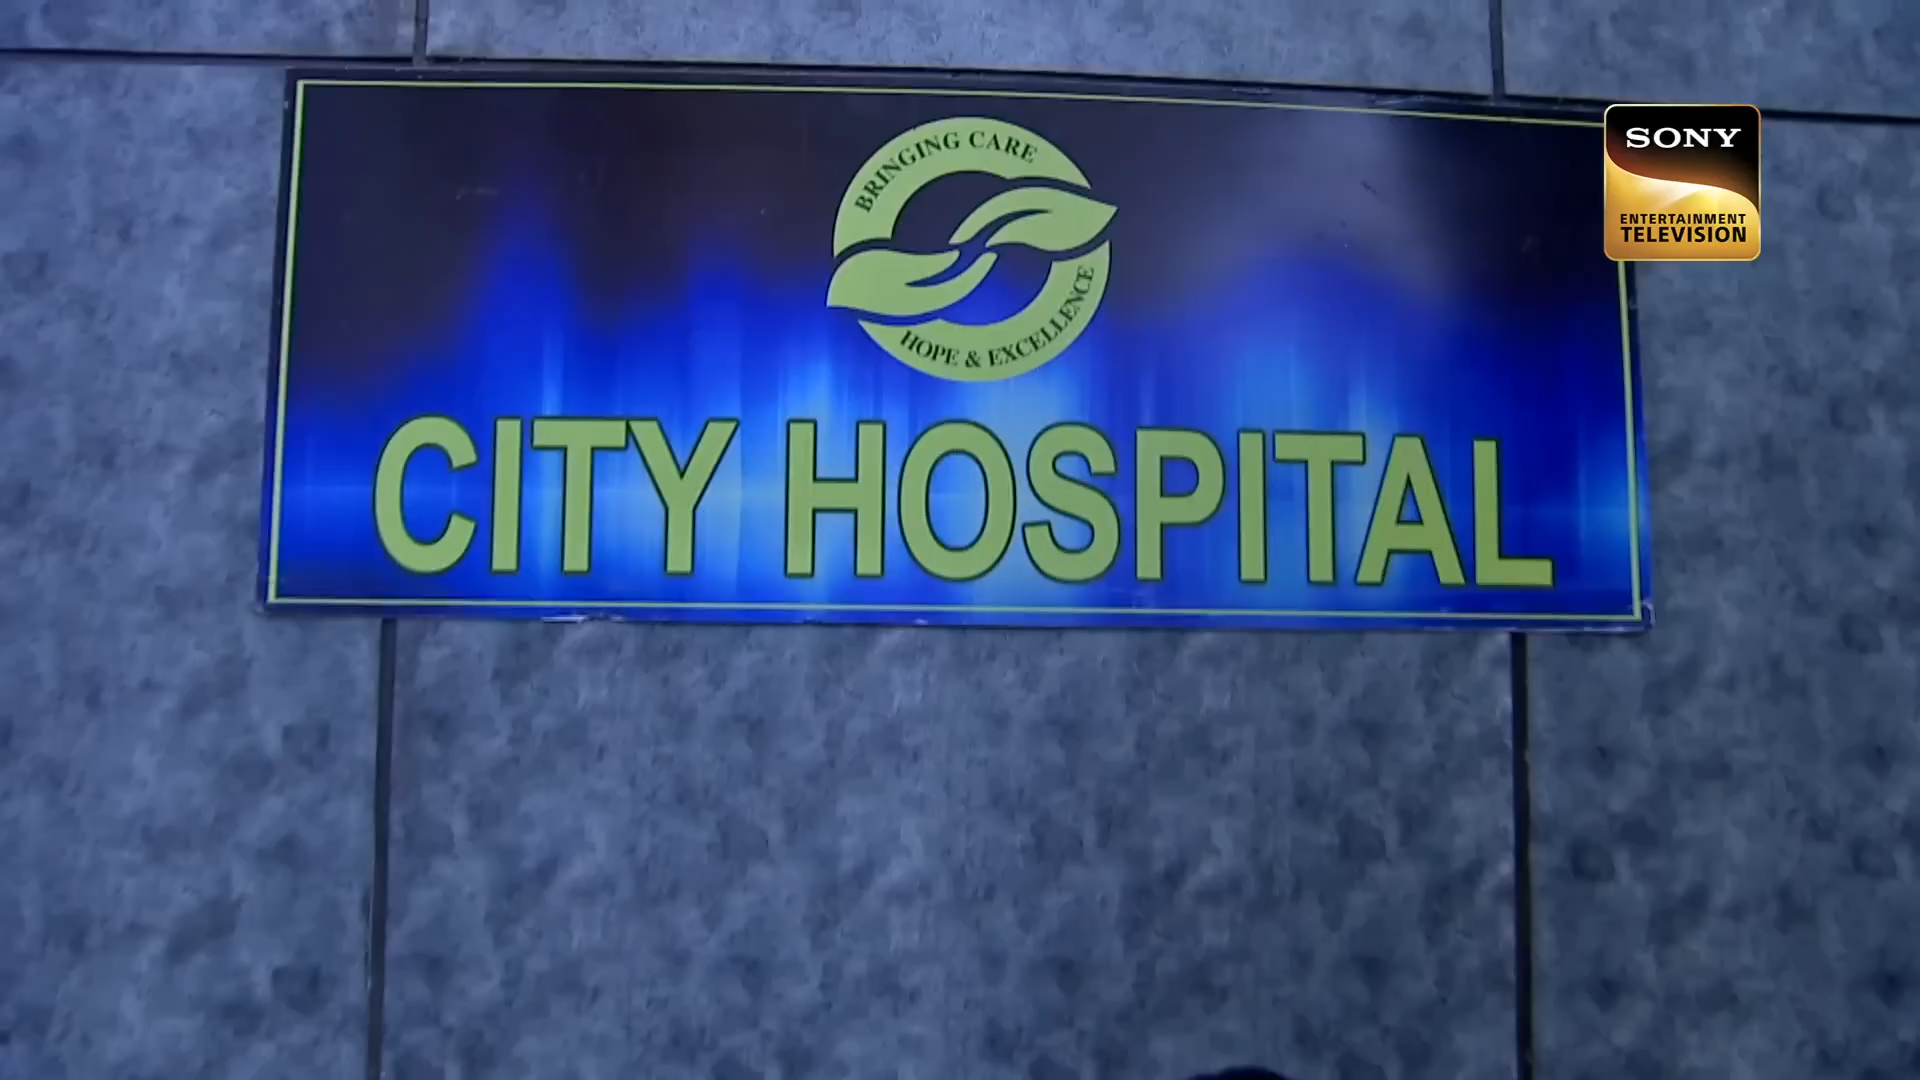 BRINGING CARE
HOPE & EXCELLENCE
CITY HOSPITAL
SONY
ENTERTAINMENT
TELEVISION